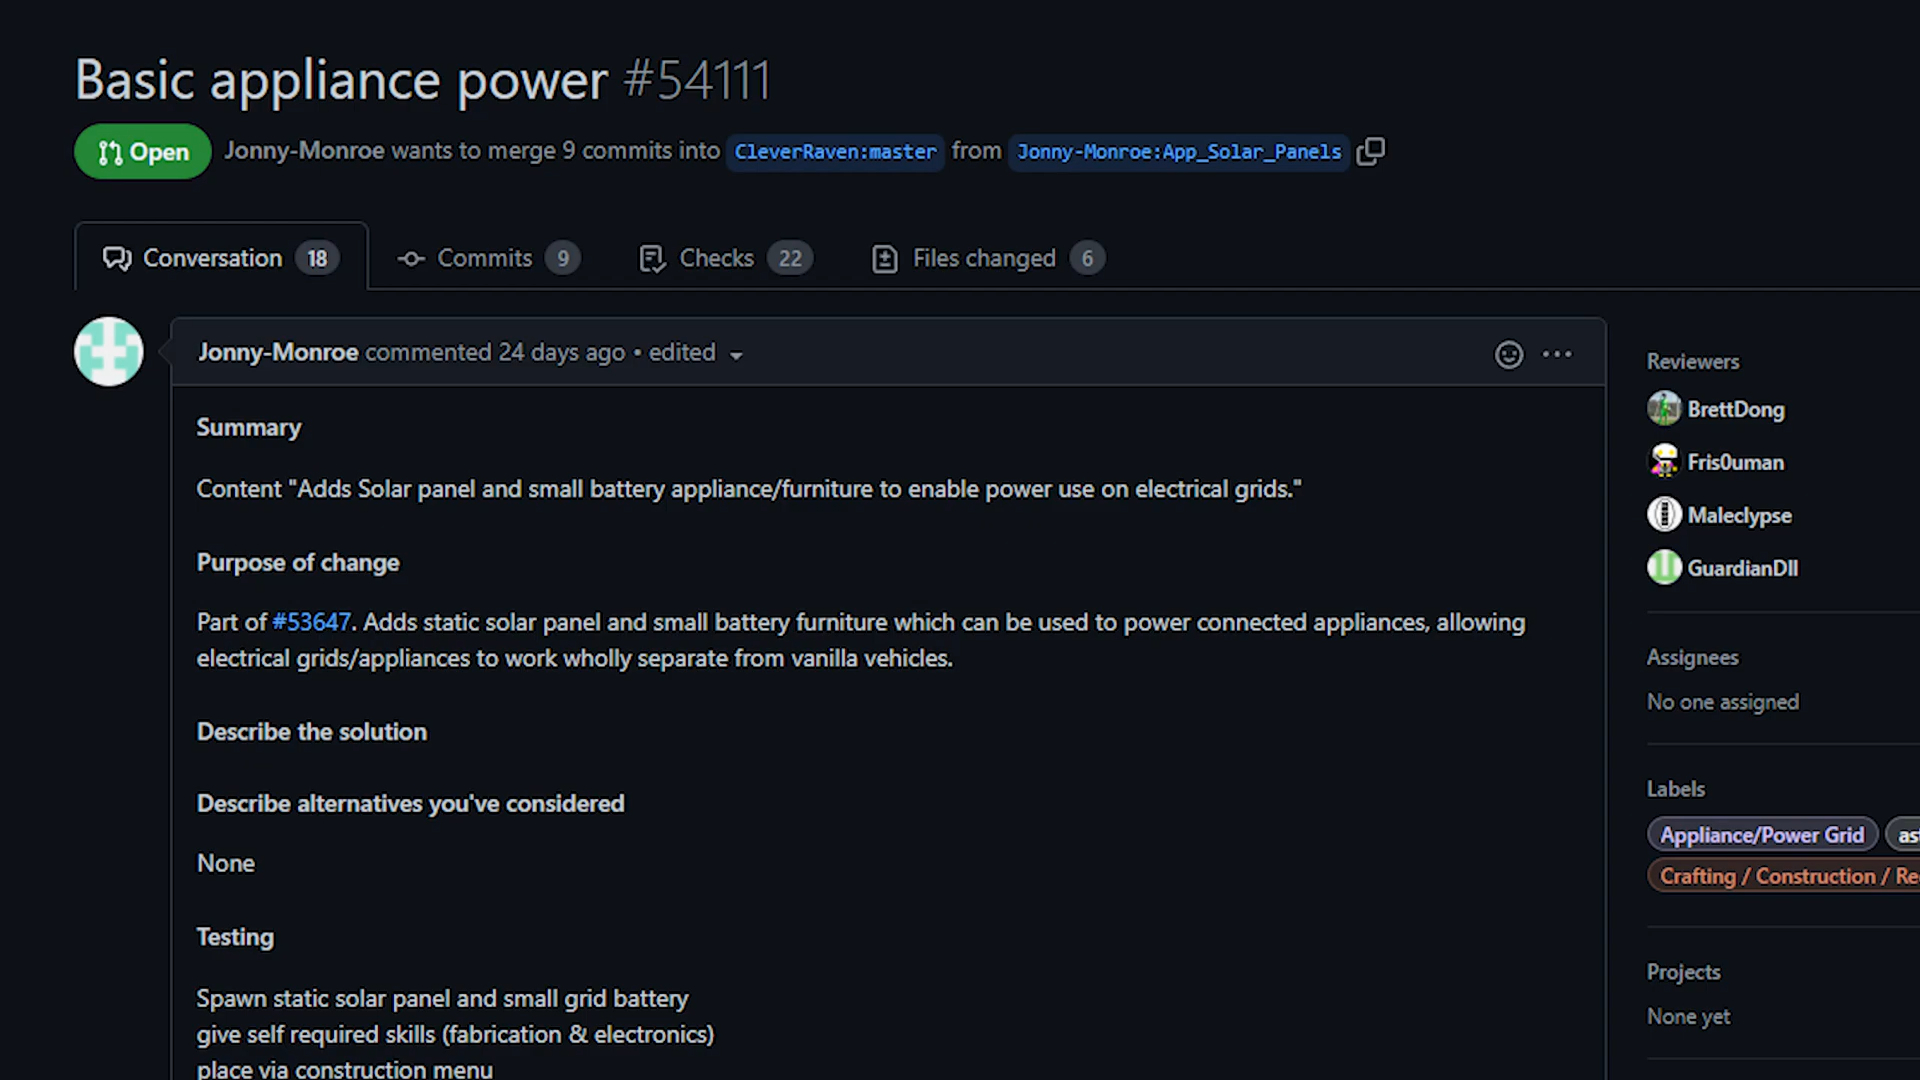 Basic appliance power #54111
Open Jonny-Monroe wants to merge 9 commits into CleverRaven:master from Jonny-Monroe:App_Solar_Panels
Conversation 18 Commits 9 Checks 22 Files changed 6
Jonny-Monroe commented 24 days ago • edited
Summary
Content "Adds Solar panel and small battery appliance/furniture to enable power use on electrical grids."
Purpose of change
Part of #53647. Adds static solar panel and small battery furniture which can be used to power connected appliances, allowing
electrical grids/appliances to work wholly separate from vanilla vehicles.
Describe the solution
Describe alternatives you've considered
None
Testing
Spawn static solar panel and small grid battery
give self required skills (fabrication & electronics)
place via construction menu
Reviewers
BrettDong
Fris0uman
Maleclypse
GuardianDll
Assignees
No one assigned
Labels
Appliance/Power Grid
Crafting / Construction /
Projects
None yet